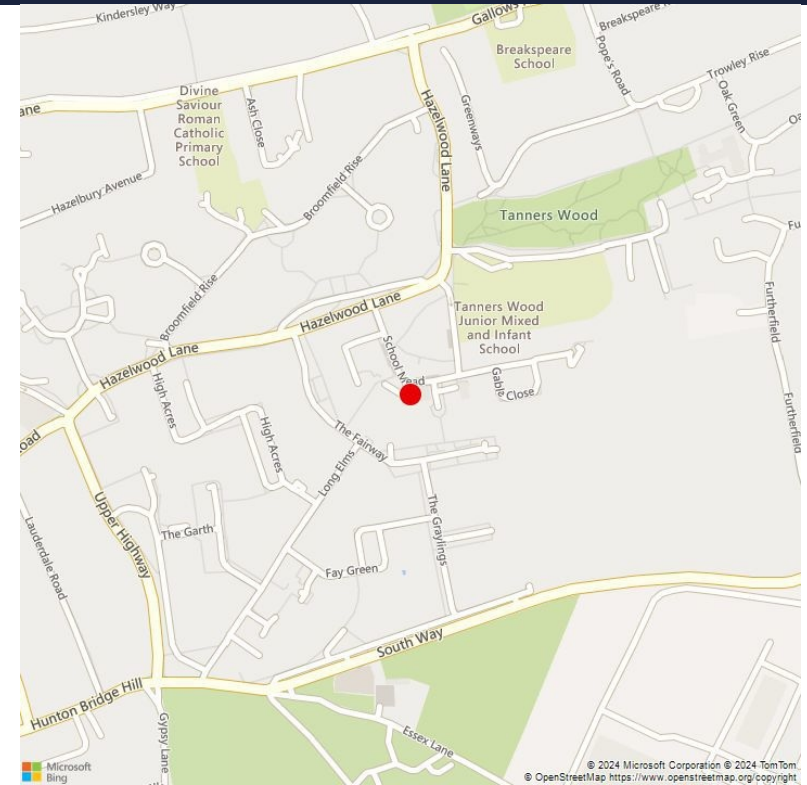 Kindersley Way
Gallows
Breakspeare
School
Breakspeare
Pope's Road
Trowley Rise
Oak Green
Divine
Saviour
Roman
Catholic
Primary
School
Ash Close
Greenways
Hazelwood Lane
Hazelbury Avenue
Broomfield Rise
Tanners Wood
Furtherfield
Broomfield Rise
Hazelwood Lane
Tanners Wood
Junior Mixed
and Infant
School
School Mead
Hazelwood Lane
High Acres
Gable Close
Furtherfield
Road
High Acres
The Fairway
Long Elms
Upper Highway
The Garth
The Graylings
Lauderdale Road
Fay Green
South Way
Hunton Bridge Hill
Gypsy Lane
Essex Lane
Microsoft
Bing
© 2024 Microsoft Corporation © 2024 TomTom
© OpenStreetMap https://www.openstreetmap.org/copyright